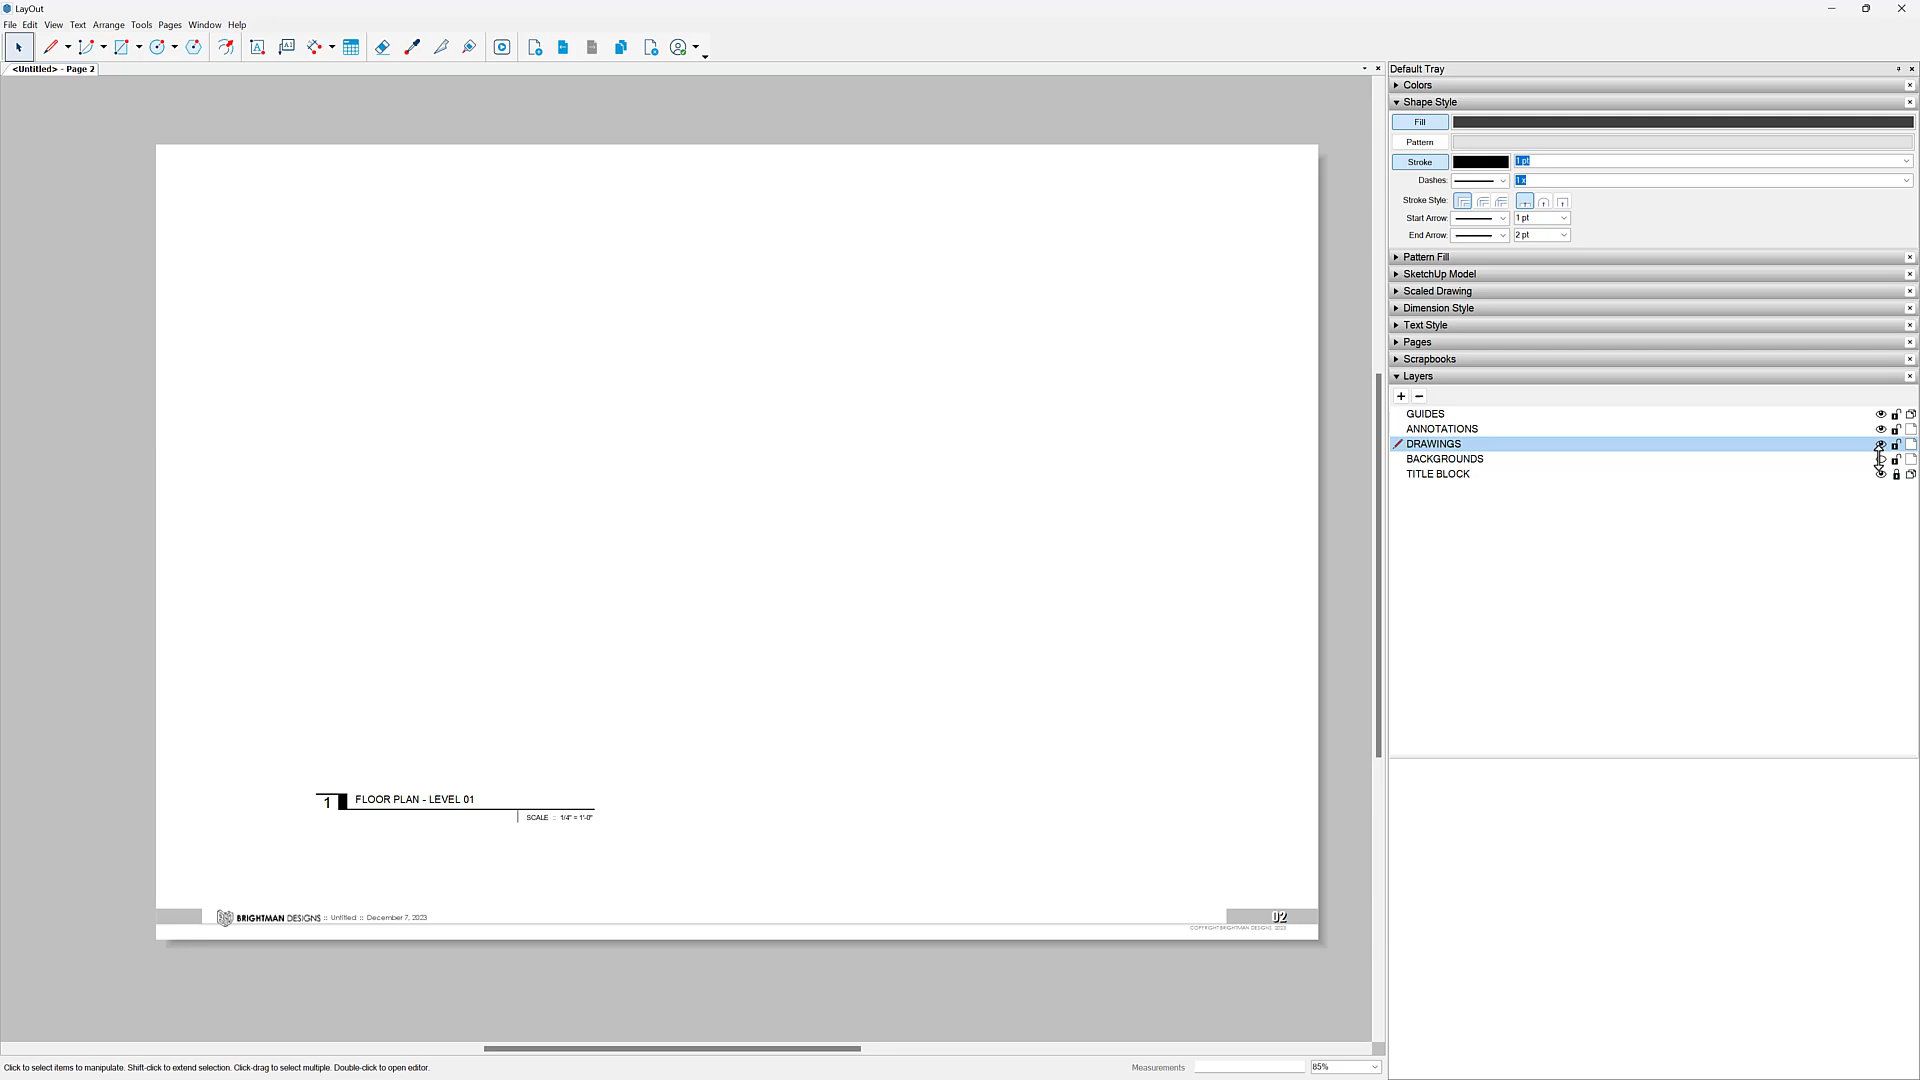 LayOut
File Edit View Text Arrange Tools Pages Window Help
<Untitled> - Page 2
Default Tray
Colors
Shape Style
Fill
Pattern
Stroke 1 pt
Dashes: 1 x
Stroke Style:
Start Arrow: 1 pt
End Arrow: 2 pt
Pattern Fill
SketchUp Model
Scaled Drawing
Dimension Style
Text Style
Pages
Scrapbooks
Layers
GUIDES
ANNOTATIONS
DRAWINGS
BACKGROUNDS
TITLE BLOCK
1 FLOOR PLAN - LEVEL 01
SCALE :: 1/4" = 1'-0"
BRIGHTMAN DESIGNS :: Untitled :: December 7, 2023
02
COPYRIGHT BRIGHTMAN DESIGNS, 2023
Click to select items to manipulate. Shift-click to extend selection. Click-drag to select multiple. Double-click to open editor.
Measurements 85%